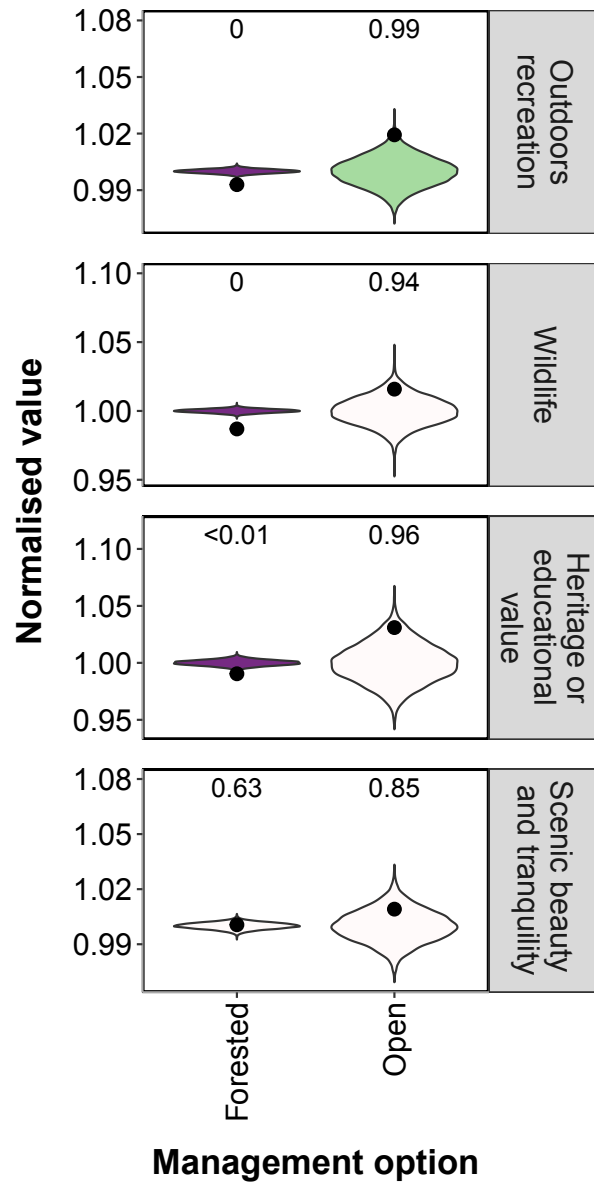 Normalised value
1.08
1.05
1.02
0.99
0 0.99
Outdoors
recreation
1.10
1.05
1.00
0.95
0 0.94
Wildlife
1.10
1.05
1.00
0.95
<0.01 0.96
Heritage or
educational
value
1.08
1.05
1.02
0.99
0.63 0.85
Scenic beauty
and tranquility
Forested
Open
Management option